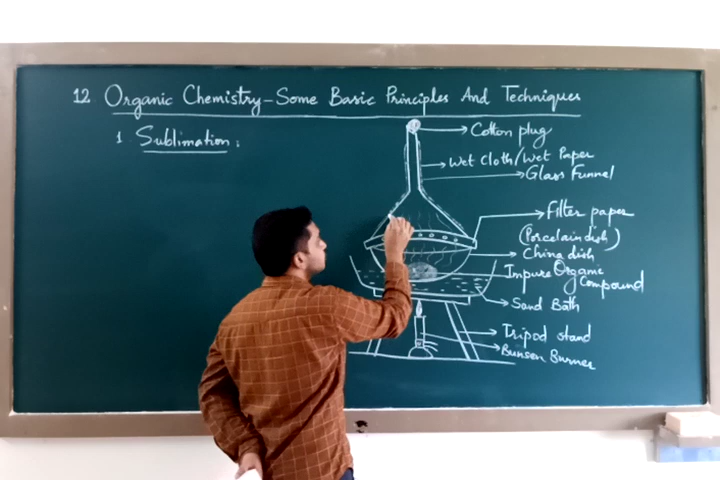 12 Organic Chemistry-Some Basic Principles And Techniques
1 Sublimation:
Cotton plug
Wet Cloth/Wet Paper
Glass Funnel
Filter paper
(Porcelain dish)
China dish
Impure Organic
Compound
Sand Bath
Tripod stand
Bunsen Burner